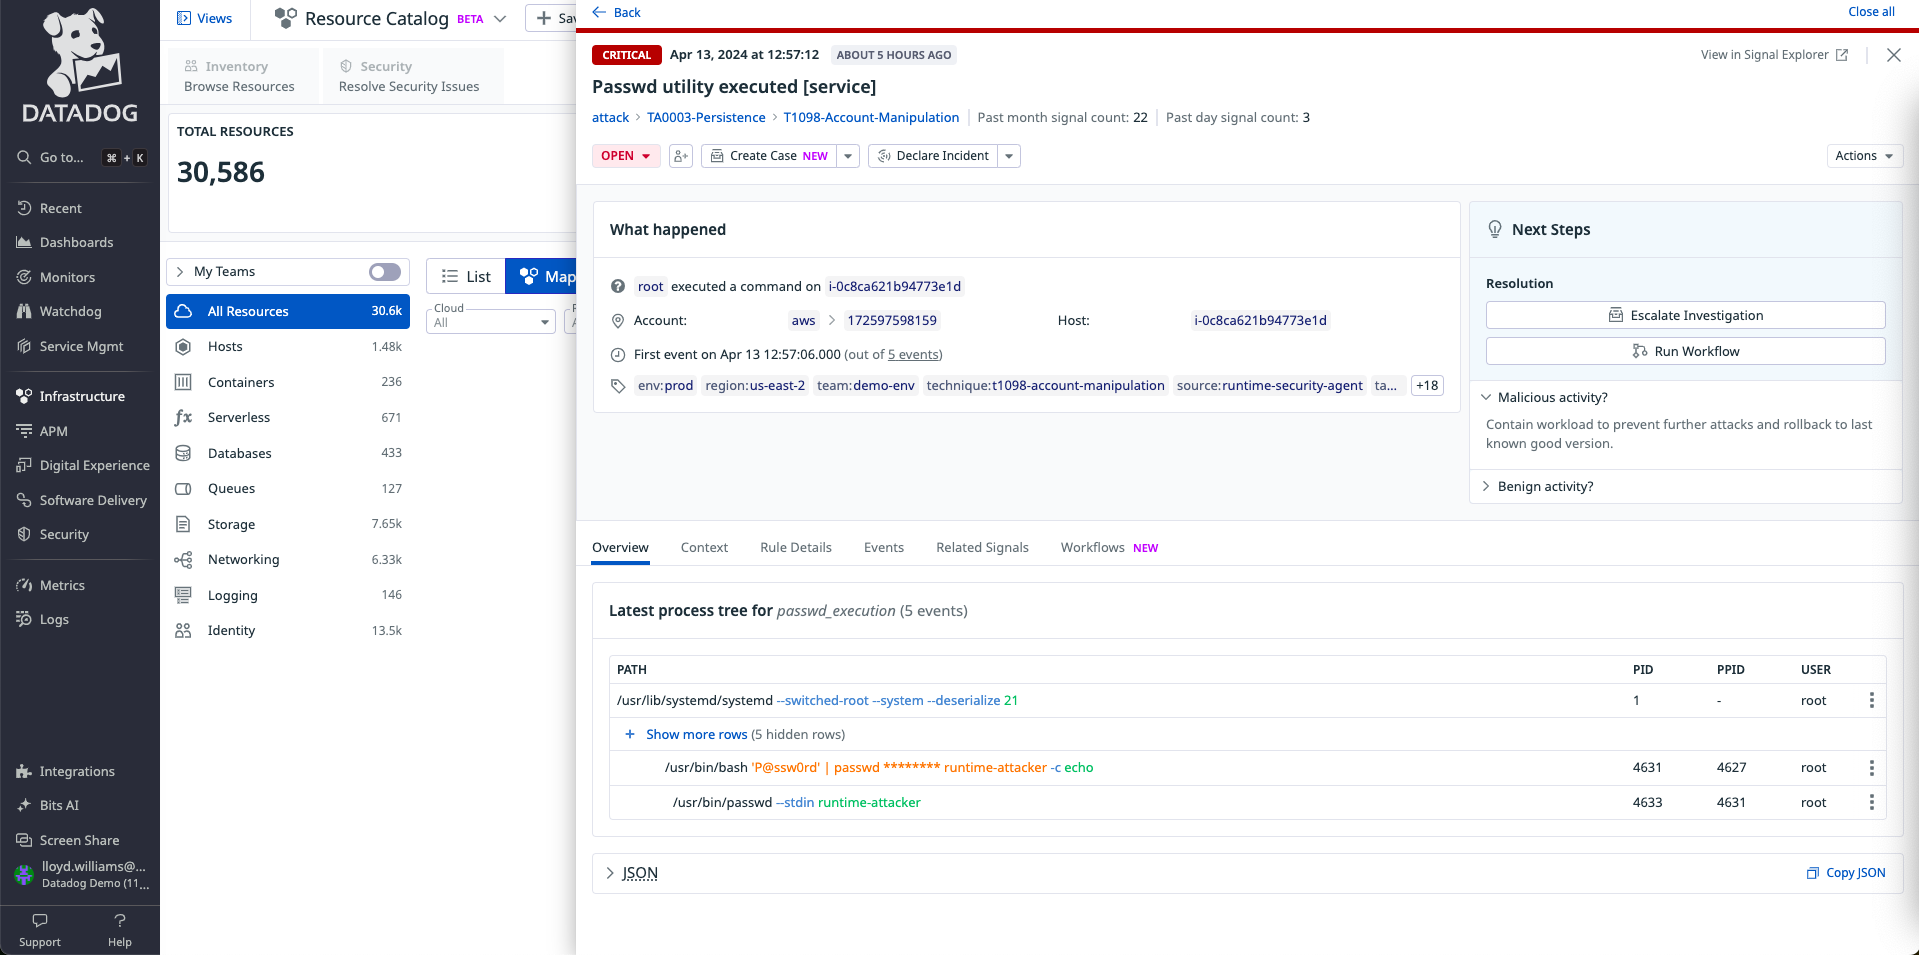 DATADOG
Go to... ⌘ + K
Recent
Dashboards
Monitors
Watchdog
Service Mgmt
Infrastructure
APM
Digital Experience
Software Delivery
Security
Metrics
Logs
Integrations
Bits AI
Screen Share
lloyd.williams@...
Datadog Demo (11...
Support
Help
Views
Resource Catalog BETA
Inventory
Browse Resources
Security
Resolve Security Issues
TOTAL RESOURCES
30,586
My Teams
All Resources 30.6k
Hosts 1.48k
Containers 236
Serverless 671
Databases 433
Queues 127
Storage 7.65k
Networking 6.33k
Logging 146
Identity 13.5k
List
Map
Cloud
All
Back
Close all
CRITICAL Apr 13, 2024 at 12:57:12 ABOUT 5 HOURS AGO
View in Signal Explorer
Passwd utility executed [service]
attack > TA0003-Persistence > T1098-Account-Manipulation | Past month signal count: 22 | Past day signal count: 3
OPEN
Create Case NEW
Declare Incident
Actions
What happened
root executed a command on i-0c8ca621b94773e1d
Account: aws > 172597598159 Host: i-0c8ca621b94773e1d
First event on Apr 13 12:57:06.000 (out of 5 events)
env:prod region:us-east-2 team:demo-env technique:t1098-account-manipulation source:runtime-security-agent ta... +18
Next Steps
Resolution
Escalate Investigation
Run Workflow
Malicious activity?
Contain workload to prevent further attacks and rollback to last
known good version.
Benign activity?
Overview
Context
Rule Details
Events
Related Signals
Workflows NEW
Latest process tree for passwd_execution (5 events)
PATH PID PPID USER
/usr/lib/systemd/systemd --switched-root --system --deserialize 21 1 - root
+ Show more rows (5 hidden rows)
/usr/bin/bash 'P@ssw0rd' | passwd ******** runtime-attacker -c echo 4631 4627 root
/usr/bin/passwd --stdin runtime-attacker 4633 4631 root
JSON
Copy JSON